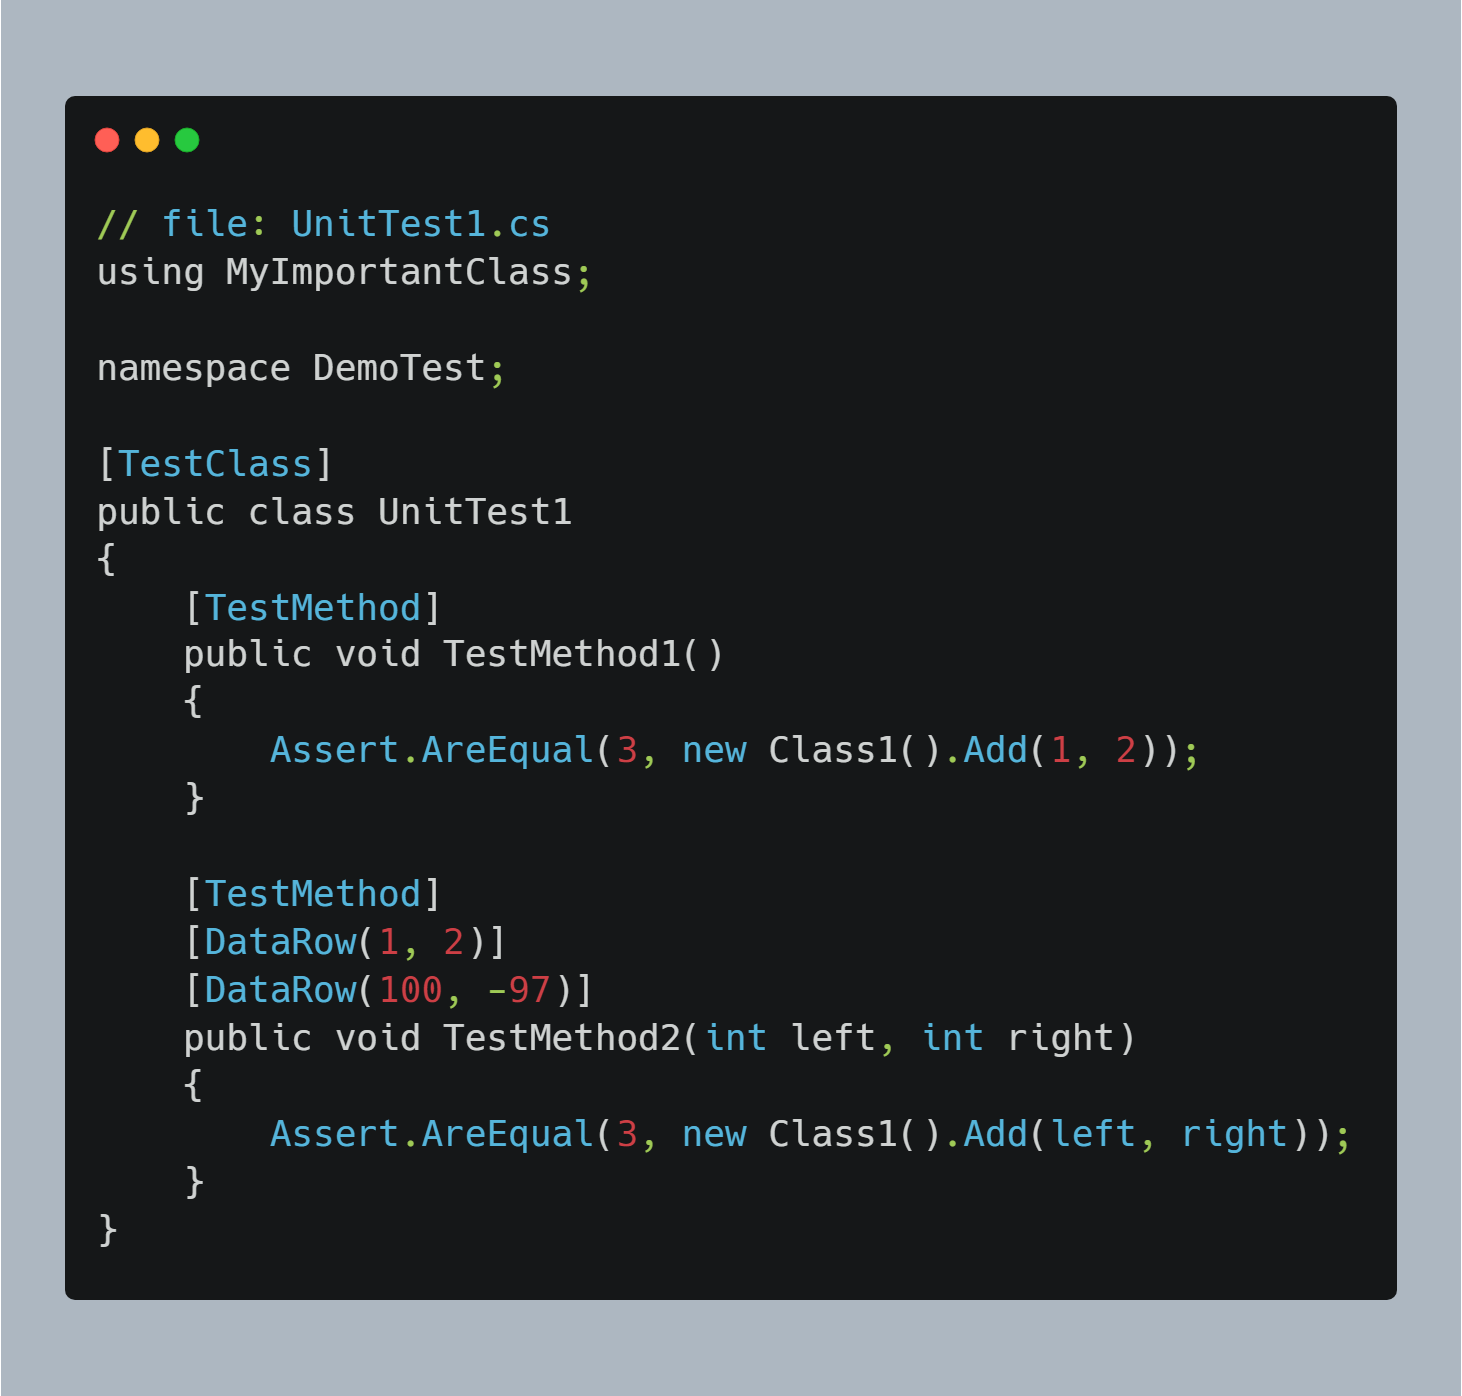 // file: UnitTest1.cs
using MyImportantClass;

namespace DemoTest;

[TestClass]
public class UnitTest1
{
    [TestMethod]
    public void TestMethod1()
    {
        Assert.AreEqual(3, new Class1().Add(1, 2));
    }

    [TestMethod]
    [DataRow(1, 2)]
    [DataRow(100, -97)]
    public void TestMethod2(int left, int right)
    {
        Assert.AreEqual(3, new Class1().Add(left, right));
    }
}